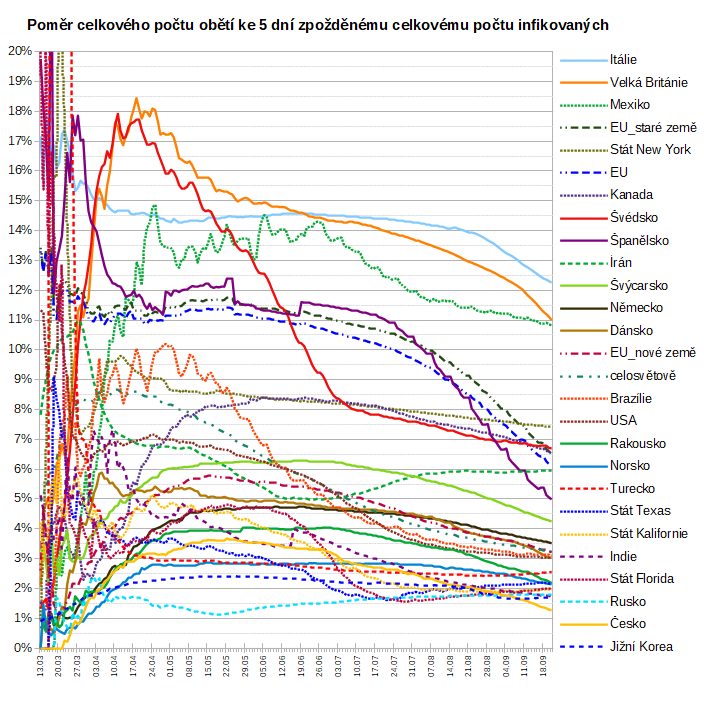 Poměr celkového počtu obětí ke 5 dní zpožděnému celkovému počtu infikovaných
20%
19%
18%
17%
16%
15%
14%
13%
12%
11%
10%
9%
8%
7%
6%
5%
4%
3%
2%
1%
0%
13.03
20.03
27.03
03.04
10.04
17.04
24.04
01.05
08.05
15.05
22.05
29.05
05.06
12.06
19.06
26.06
03.07
10.07
17.07
24.07
31.07
07.08
14.08
21.08
28.08
04.09
11.09
18.09
Itálie
Velká Británie
Mexiko
EU_staré země
Stát New York
EU
Kanada
Švédsko
Španělsko
Írán
Švýcarsko
Německo
Dánsko
EU_nové země
celosvětově
Brazílie
USA
Rakousko
Norsko
Turecko
Stát Texas
Stát Kalifornie
Indie
Stát Florida
Rusko
Česko
Jižní Korea